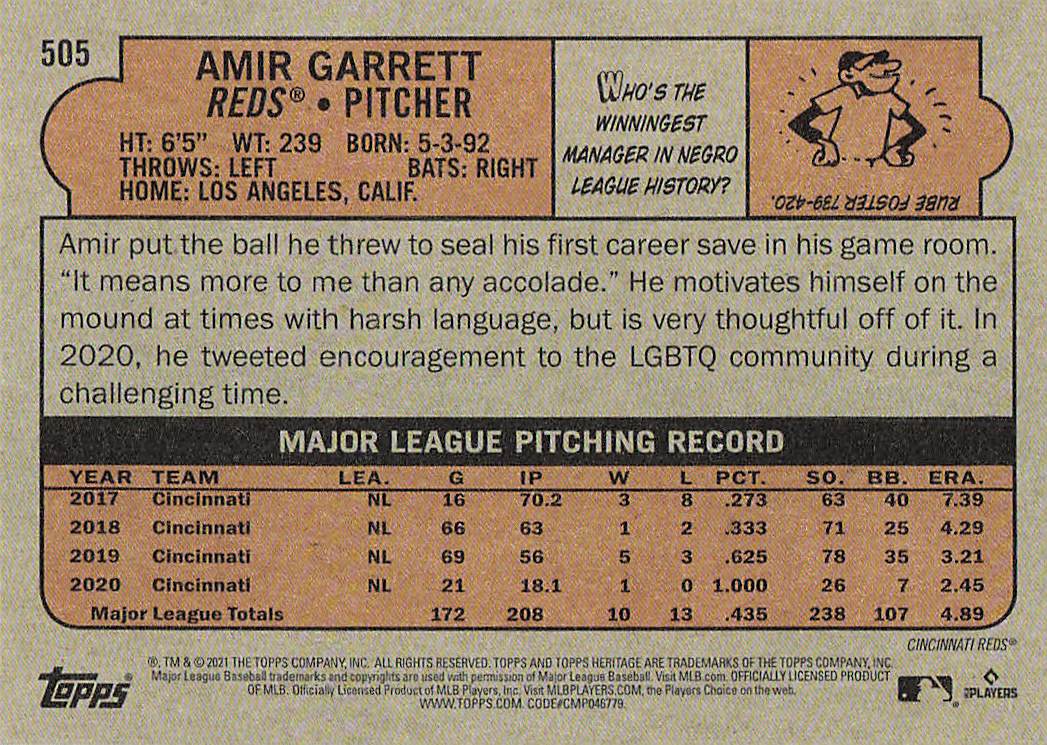 505
AMIR GARRETT
REDS® • PITCHER
HT: 6'5" WT: 239 BORN: 5-3-92
THROWS: LEFT BATS: RIGHT
HOME: LOS ANGELES, CALIF.
WHO'S THE
WINNINGEST
MANAGER IN NEGRO
LEAGUE HISTORY?
RUBE FOSTER 739-420.
Amir put the ball he threw to seal his first career save in his game room.
“It means more to me than any accolade.” He motivates himself on the
mound at times with harsh language, but is very thoughtful off of it. In
2020, he tweeted encouragement to the LGBTQ community during a
challenging time.
MAJOR LEAGUE PITCHING RECORD
YEAR TEAM LEA. G IP W L PCT. SO. BB. ERA.
2017 Cincinnati NL 16 70.2 3 8 .273 63 40 7.39
2018 Cincinnati NL 66 63 1 2 .333 71 25 4.29
2019 Cincinnati NL 69 56 5 3 .625 78 35 3.21
2020 Cincinnati NL 21 18.1 1 0 1.000 26 7 2.45
Major League Totals 172 208 10 13 .435 238 107 4.89
CINCINNATI REDS®
®, TM & © 2021 THE TOPPS COMPANY, INC. ALL RIGHTS RESERVED. TOPPS AND TOPPS HERITAGE ARE TRADEMARKS OF THE TOPPS COMPANY, INC.
Major League Baseball trademarks and copyrights are used with permission of Major League Baseball. Visit MLB.com. OFFICIALLY LICENSED PRODUCT
OF MLB. Officially Licensed Product of MLB Players, Inc. Visit MLBPLAYERS.COM, the Players Choice on the web.
WWW.TOPPS.COM. CODE#CMP046779.
topps®
MLBPLAYERS